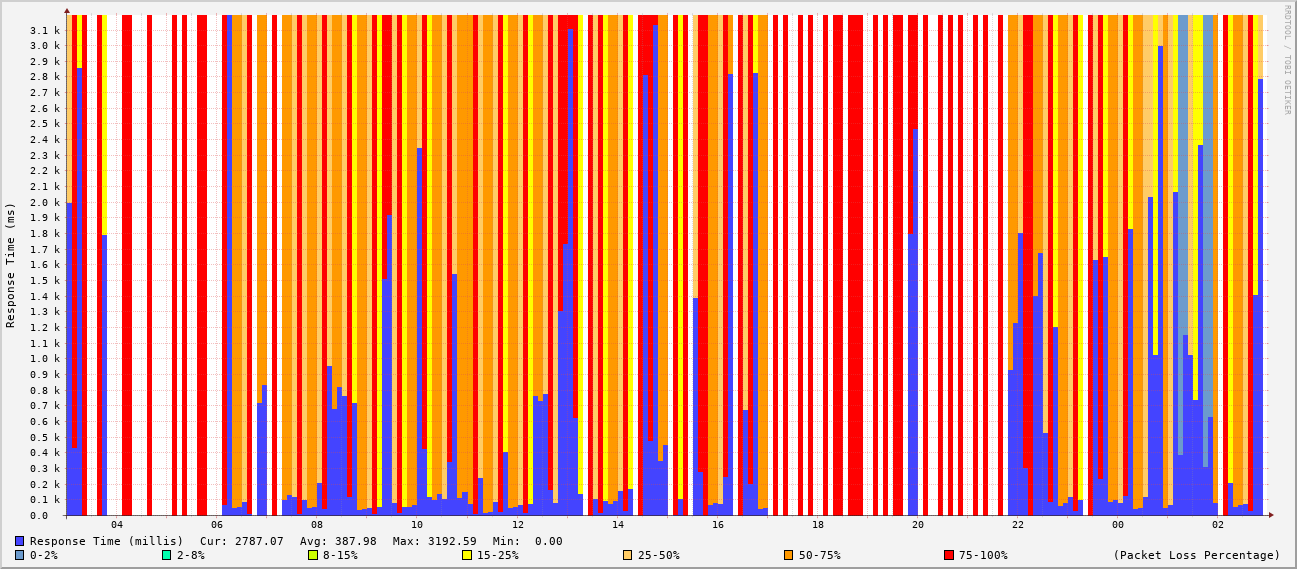 RRDTOOL / TOBI OETIKER
Response Time (ms)
3.1 k
3.0 k
2.9 k
2.8 k
2.7 k
2.6 k
2.5 k
2.4 k
2.3 k
2.2 k
2.1 k
2.0 k
1.9 k
1.8 k
1.7 k
1.6 k
1.5 k
1.4 k
1.3 k
1.2 k
1.1 k
1.0 k
0.9 k
0.8 k
0.7 k
0.6 k
0.5 k
0.4 k
0.3 k
0.2 k
0.1 k
0.0
04 06 08 10 12 14 16 18 20 22 00 02
Response Time (millis) Cur: 2787.07 Avg: 387.98 Max: 3192.59 Min: 0.00
0-2% 2-8% 8-15% 15-25% 25-50% 50-75% 75-100% (Packet Loss Percentage)